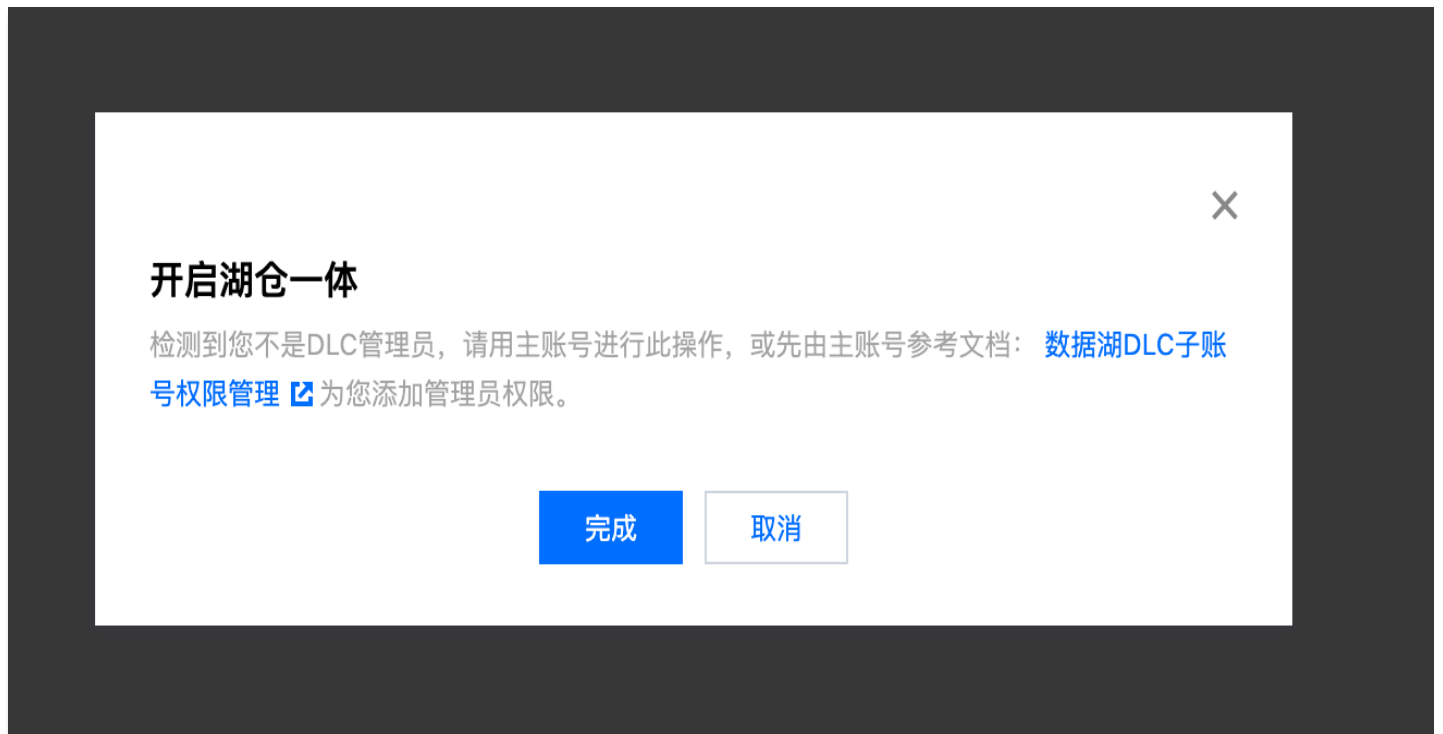 开启湖仓一体
检测到您不是DLC管理员，请用主账号进行此操作，或先由主账号参考文档： 数据湖DLC子账
号权限管理 为您添加管理员权限。
完成 取消